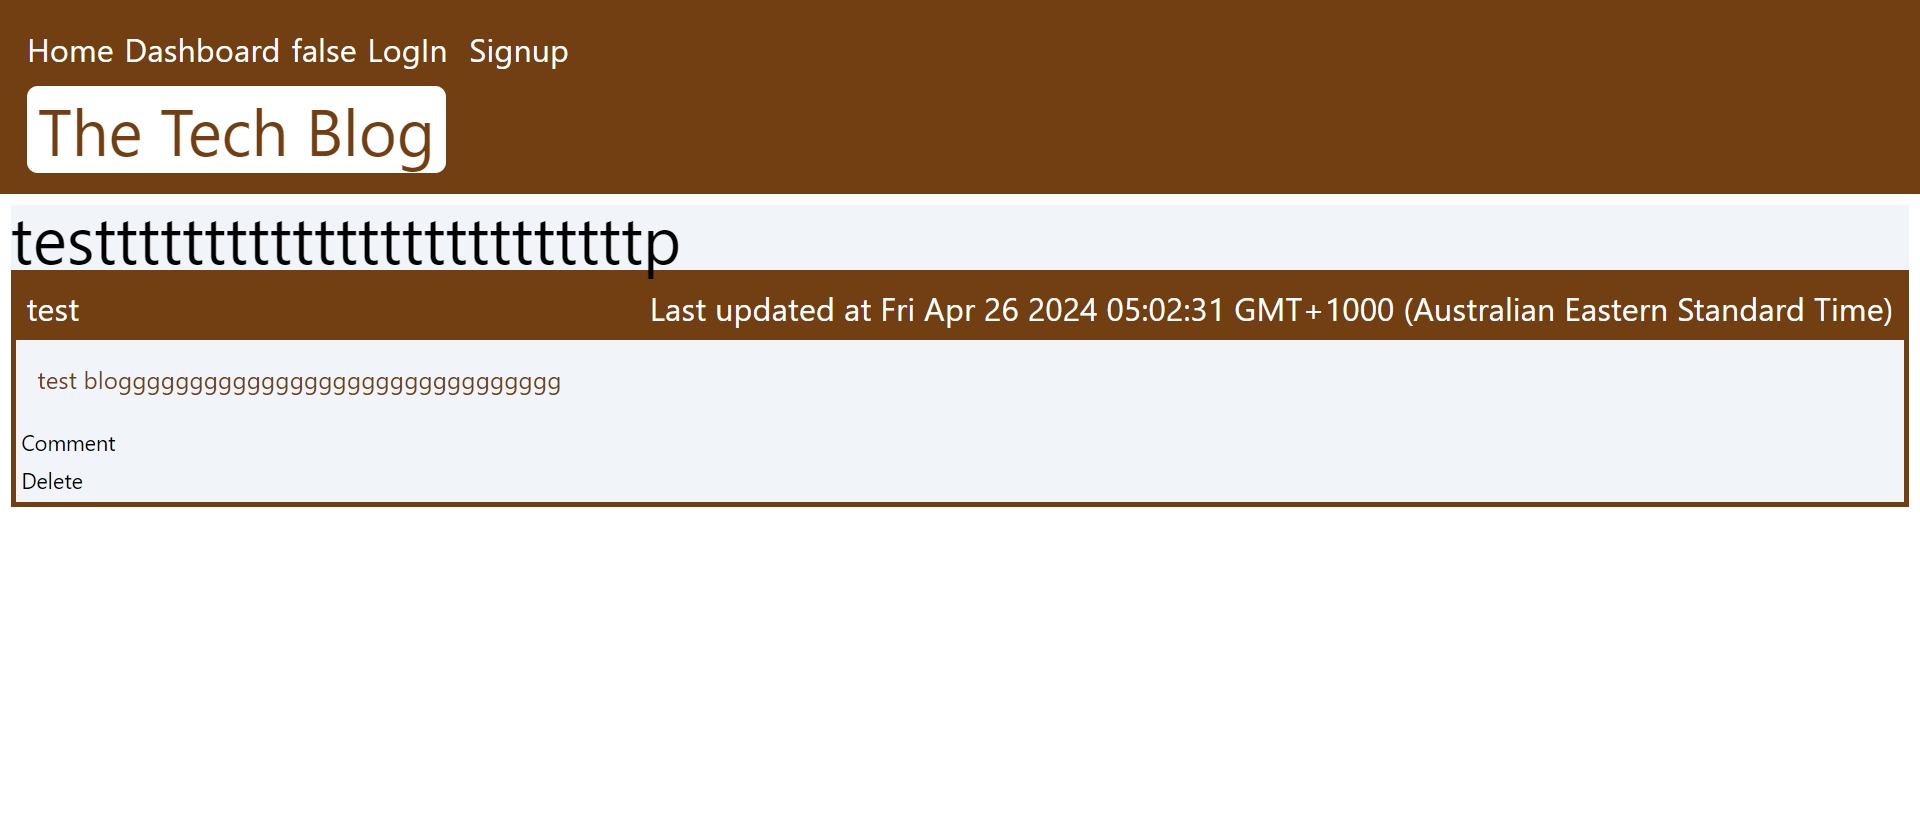 Home Dashboard false LogIn Signup
The Tech Blog
testtttttttttttttttttttttttttp
test Last updated at Fri Apr 26 2024 05:02:31 GMT+1000 (Australian Eastern Standard Time)
test bloggggggggggggggggggggggggggggggg
Comment
Delete